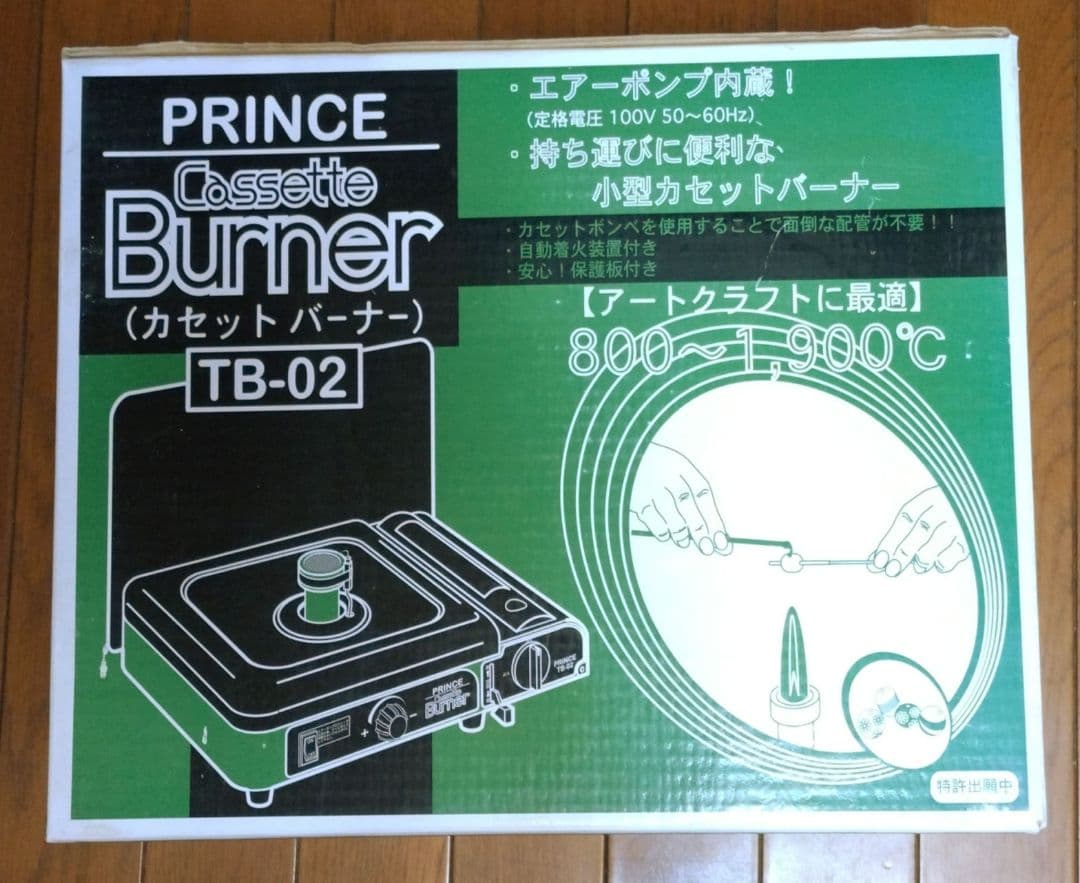 PRINCE
Cassette
Burner
(カセットバーナー)
TB-02
・エアーポンプ内蔵！
(定格電圧 100V 50〜60Hz)、
・持ち運びに便利な、
小型カセットバーナー
・カセットボンベを使用することで面倒な配管が不要！！
・自動着火装置付き
・安心！保護板付き
【アートクラフトに最適】
800〜1,900℃
PRINCE
TB-02
PRINCE
Cassette
Burner
+
−
特許出願中